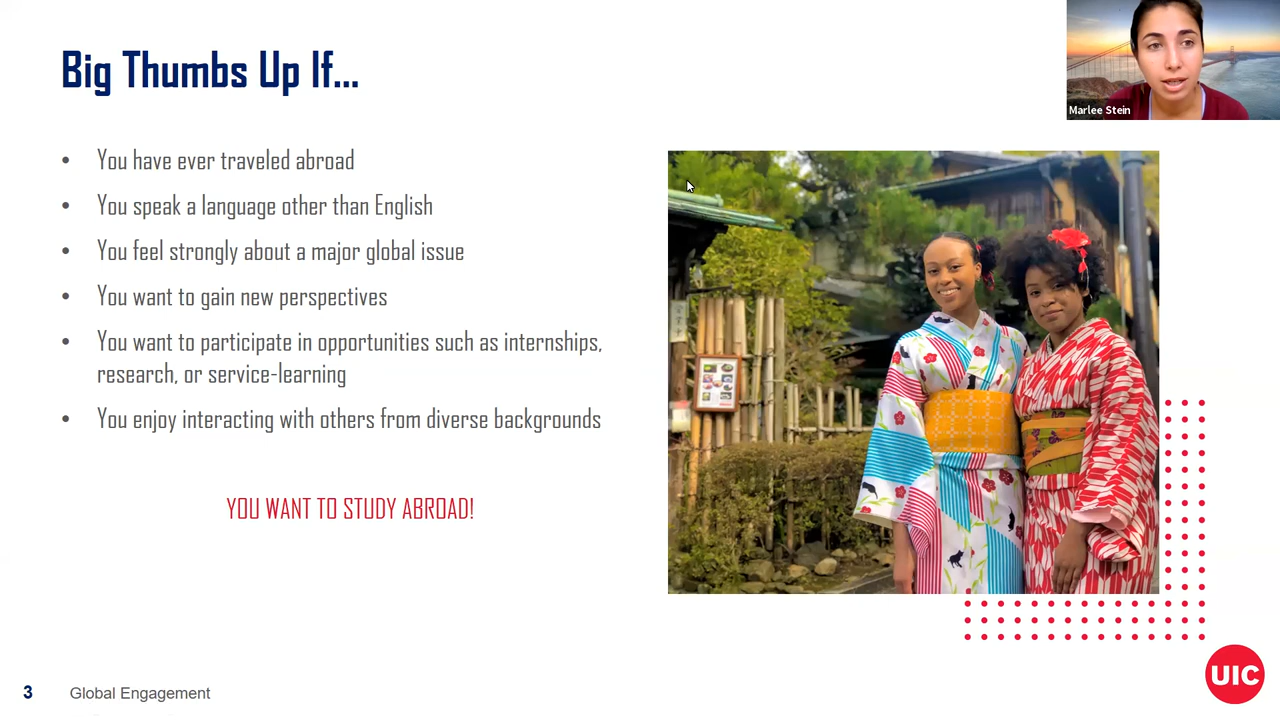 Big Thumbs Up If...
Marlee Stein
• You have ever traveled abroad
• You speak a language other than English
• You feel strongly about a major global issue
• You want to gain new perspectives
• You want to participate in opportunities such as internships,
research, or service-learning
• You enjoy interacting with others from diverse backgrounds
YOU WANT TO STUDY ABROAD!
3
Global Engagement
UIC